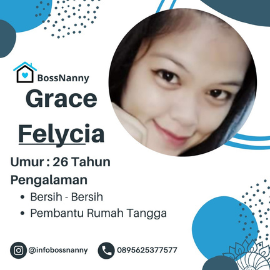 BossNanny
Grace
Felycia
Umur : 26 Tahun
Pengalaman
• Bersih - Bersih
• Pembantu Rumah Tangga
@infobossnanny
0895625377577